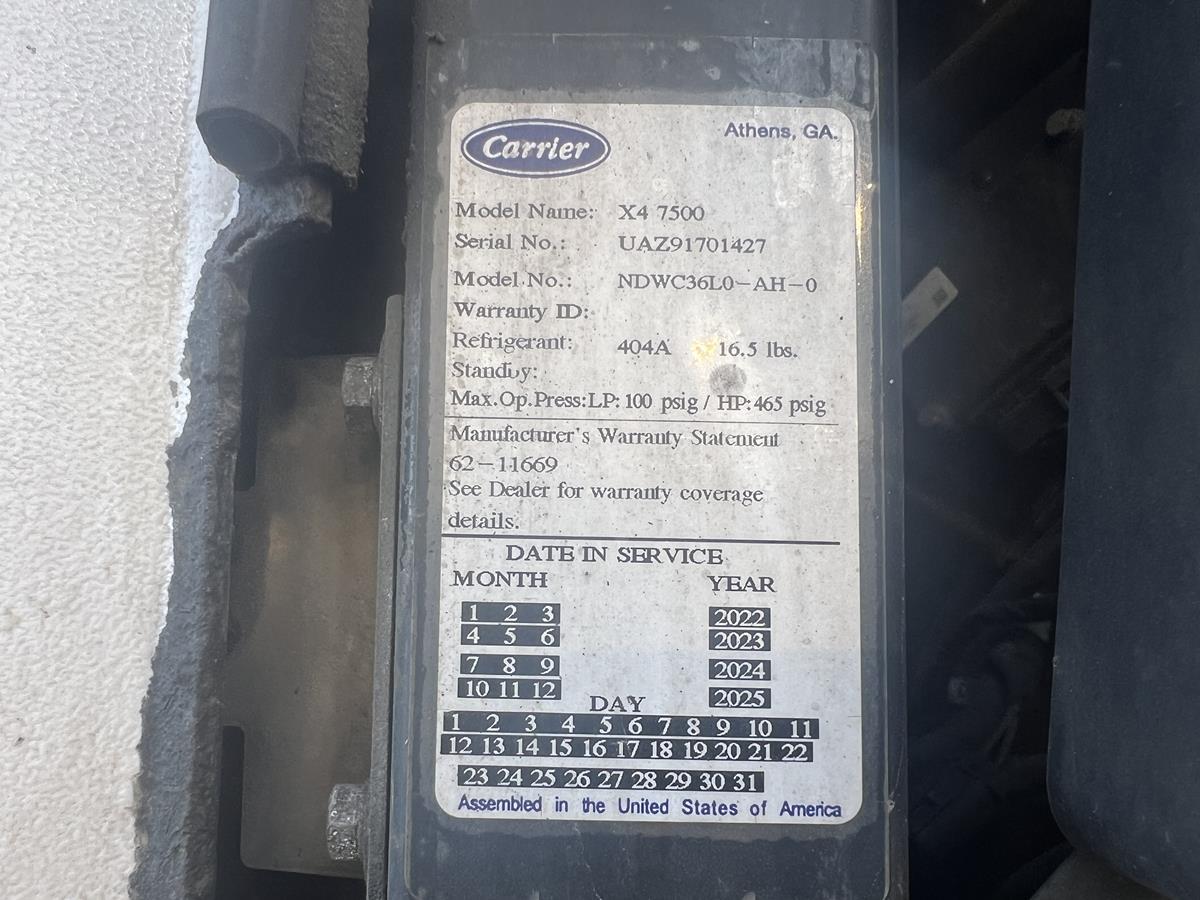 Carrier
Athens, GA.
Model Name: X4 7500
Serial No.: UAZ91701427
Model No.: NDWC36L0-AH-0
Warranty ID:
Refrigerant: 404A 16.5 lbs.
Standby:
Max.Op.Press:LP: 100 psig / HP: 465 psig
Manufacturer's Warranty Statement
62-11669
See Dealer for warranty coverage
details.
DATE IN SERVICE
MONTH YEAR
1 2 3 2022
4 5 6 2023
7 8 9 2024
10 11 12 2025
DAY
1 2 3 4 5 6 7 8 9 10 11
12 13 14 15 16 17 18 19 20 21 22
23 24 25 26 27 28 29 30 31
Assembled in the United States of America